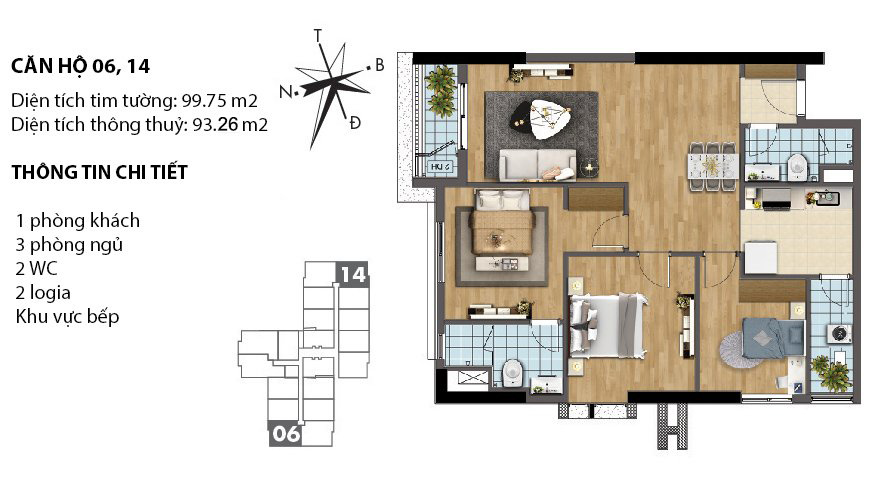 CĂN HỘ 06, 14
Diện tích tim tường: 99.75 m2
Diện tích thông thuỷ: 93.26 m2
THÔNG TIN CHI TIẾT
1 phòng khách
3 phòng ngủ
2 WC
2 logia
Khu vực bếp
T
B
N
Đ
14
06